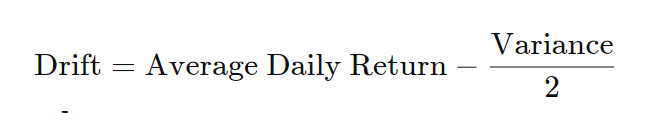 Drift = Average Daily Return − Variance / 2